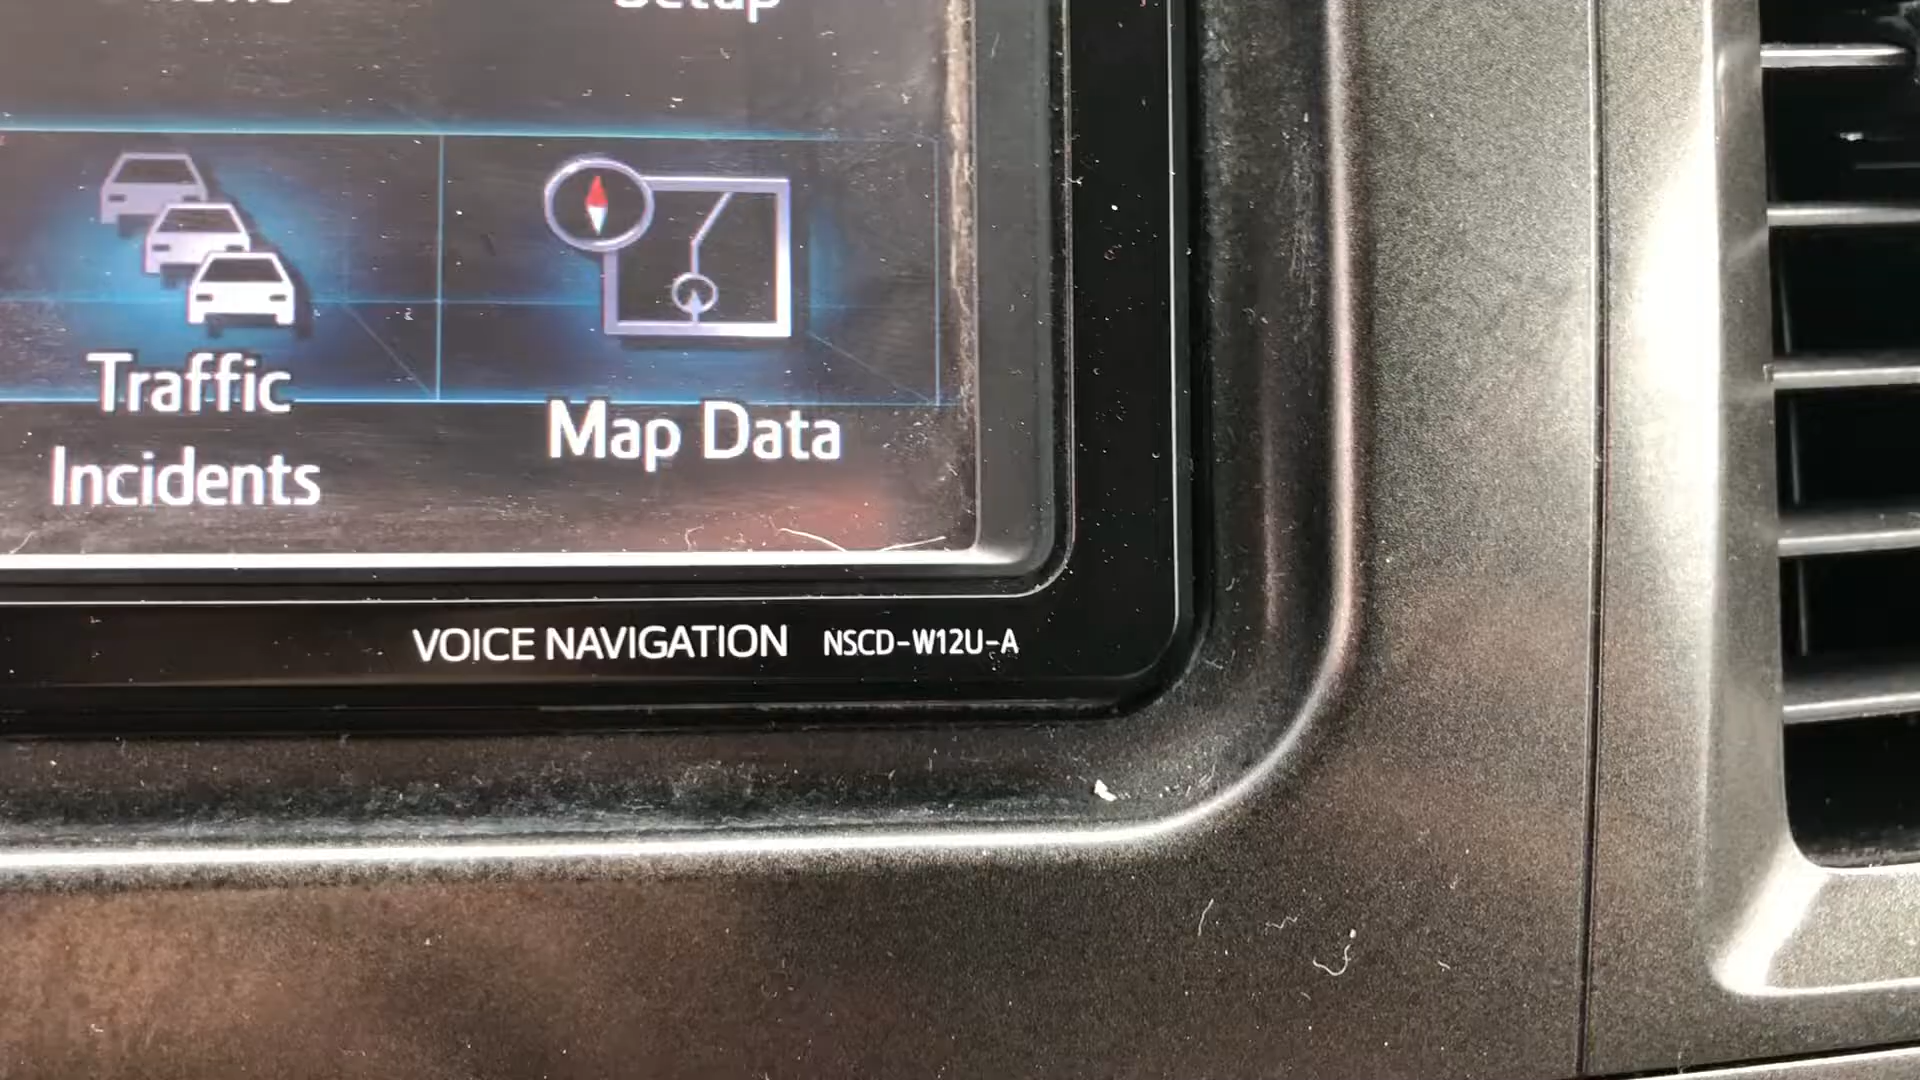 Setup
Traffic
Incidents
Map Data
VOICE NAVIGATION NSCD-W12U-A